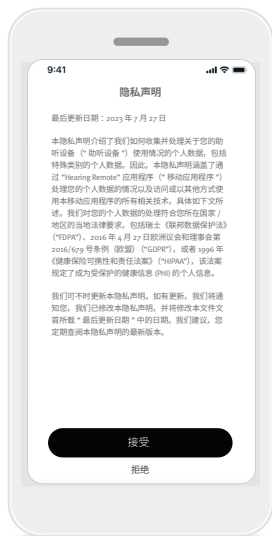 9:41
隐私声明
最后更新日期：2023 年 7 月 27 日
本隐私声明介绍了我们如何收集并处理关于您的助
听设备（“ 助听设备 ”）使用情况的个人数据，包括
特殊类别的个人数据。因此，本隐私声明涵盖了通
过 “Hearing Remote” 应用程序（“ 移动应用程序 ”）
处理您的个人数据的情况以及访问或以其他方式使
用本移动应用程序的所有相关技术，具体如下文所
述。我们对您的个人数据的处理符合您所在国家 /
地区的当地法律要求，包括瑞士《联邦数据保护法》
（“FDPA”）、2016 年 4 月 27 日欧洲议会和理事会第
2016/679 号条例（欧盟）（“GDPR”），或者 1996 年
《健康保险可携性和责任法案》（“HIPAA”），该法案
规定了成为受保护的健康信息 (PHI) 的个人信息。
我们可不时更新本隐私声明。如有更新，我们将通
知您，我们已修改本隐私声明，并将修改本文件文
首所载 “ 最后更新日期 ” 中的日期。我们建议，您
定期查阅本隐私声明的最新版本。
接受
拒绝